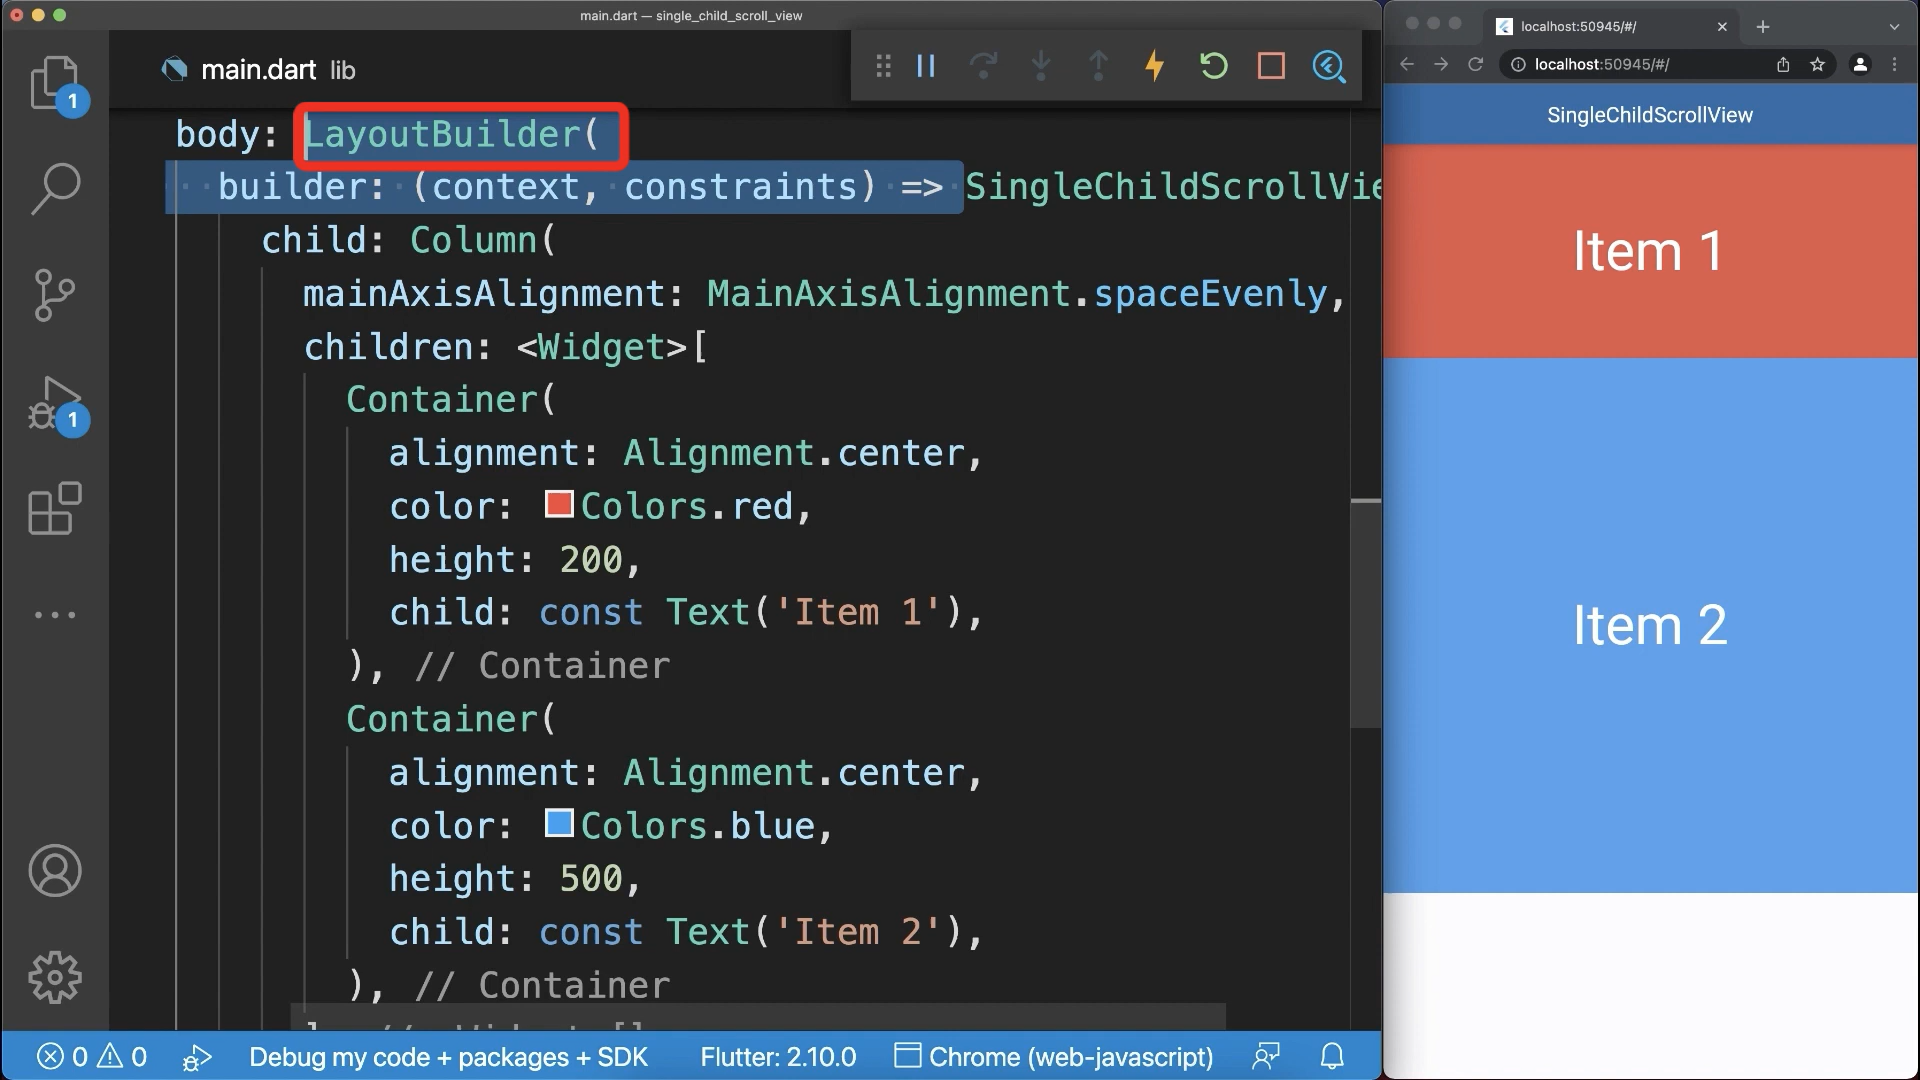 main.dart — single_child_scroll_view
main.dart lib
body: LayoutBuilder(
builder: (context, constraints) => SingleChildScrollVie
child: Column(
mainAxisAlignment: MainAxisAlignment.spaceEvenly,
children: <Widget>[
Container(
alignment: Alignment.center,
color: Colors.red,
height: 200,
child: const Text('Item 1'),
), // Container
Container(
alignment: Alignment.center,
color: Colors.blue,
height: 500,
child: const Text('Item 2'),
), // Container
1
1
0 0 Debug my code + packages + SDK Flutter: 2.10.0 Chrome (web-javascript)
localhost:50945/#/
localhost:50945/#/
SingleChildScrollView
Item 1
Item 2